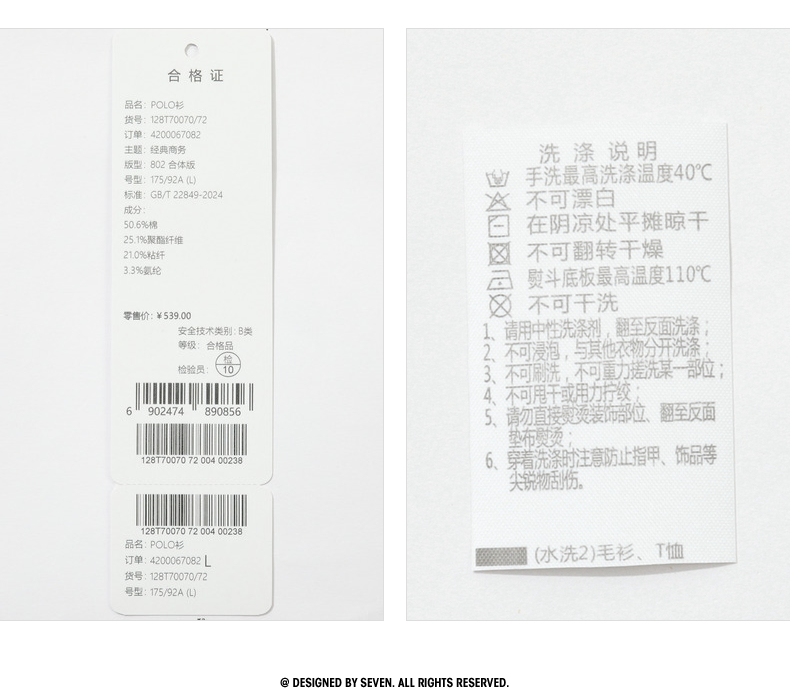 合格证
品名: POLO衫
货号: 128T70070/72
订单: 4200067082
主题: 经典商务
版型: 802 合体版
号型: 175/92A (L)
标准: GB/T 22849-2024
成分:
50.6%棉
25.1%聚酯纤维
21.0%粘纤
3.3%氨纶
零售价: ¥539.00
安全技术类别: B类
等级: 合格品
检验员: 检 10
6 902474 890856
128T70070 72 004 00238
128T70070 72 004 00238
品名: POLO衫
订单: 4200067082 L
货号: 128T70070/72
号型: 175/92A (L)
洗涤说明
手洗最高洗涤温度40℃
不可漂白
在阴凉处平摊晾干
不可翻转干燥
熨斗底板最高温度110℃
不可干洗
1、请用中性洗涤剂，翻至反面洗涤；
2、不可浸泡，与其他衣物分开洗涤；
3、不可刷洗，不可重力搓洗某一部位；
4、不可甩干或用力拧绞；
5、请勿直接熨烫装饰部位、翻至反面
垫布熨烫；
6、穿着洗涤时注意防止指甲、饰品等
尖锐物刮伤。
(水洗2)毛衫、T恤
@ DESIGNED BY SEVEN. ALL RIGHTS RESERVED.